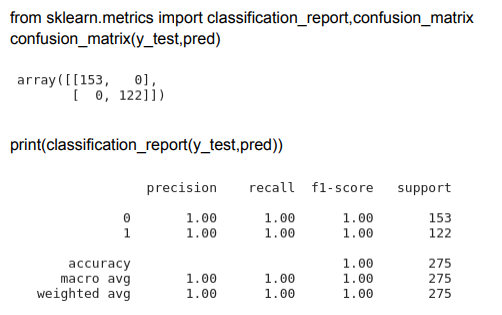 from sklearn.metrics import classification_report,confusion_matrix
confusion_matrix(y_test,pred)
array([[153,   0],
       [  0, 122]])
print(classification_report(y_test,pred))
              precision    recall  f1-score   support
           0       1.00      1.00      1.00       153
           1       1.00      1.00      1.00       122
    accuracy                           1.00       275
   macro avg       1.00      1.00      1.00       275
weighted avg       1.00      1.00      1.00       275